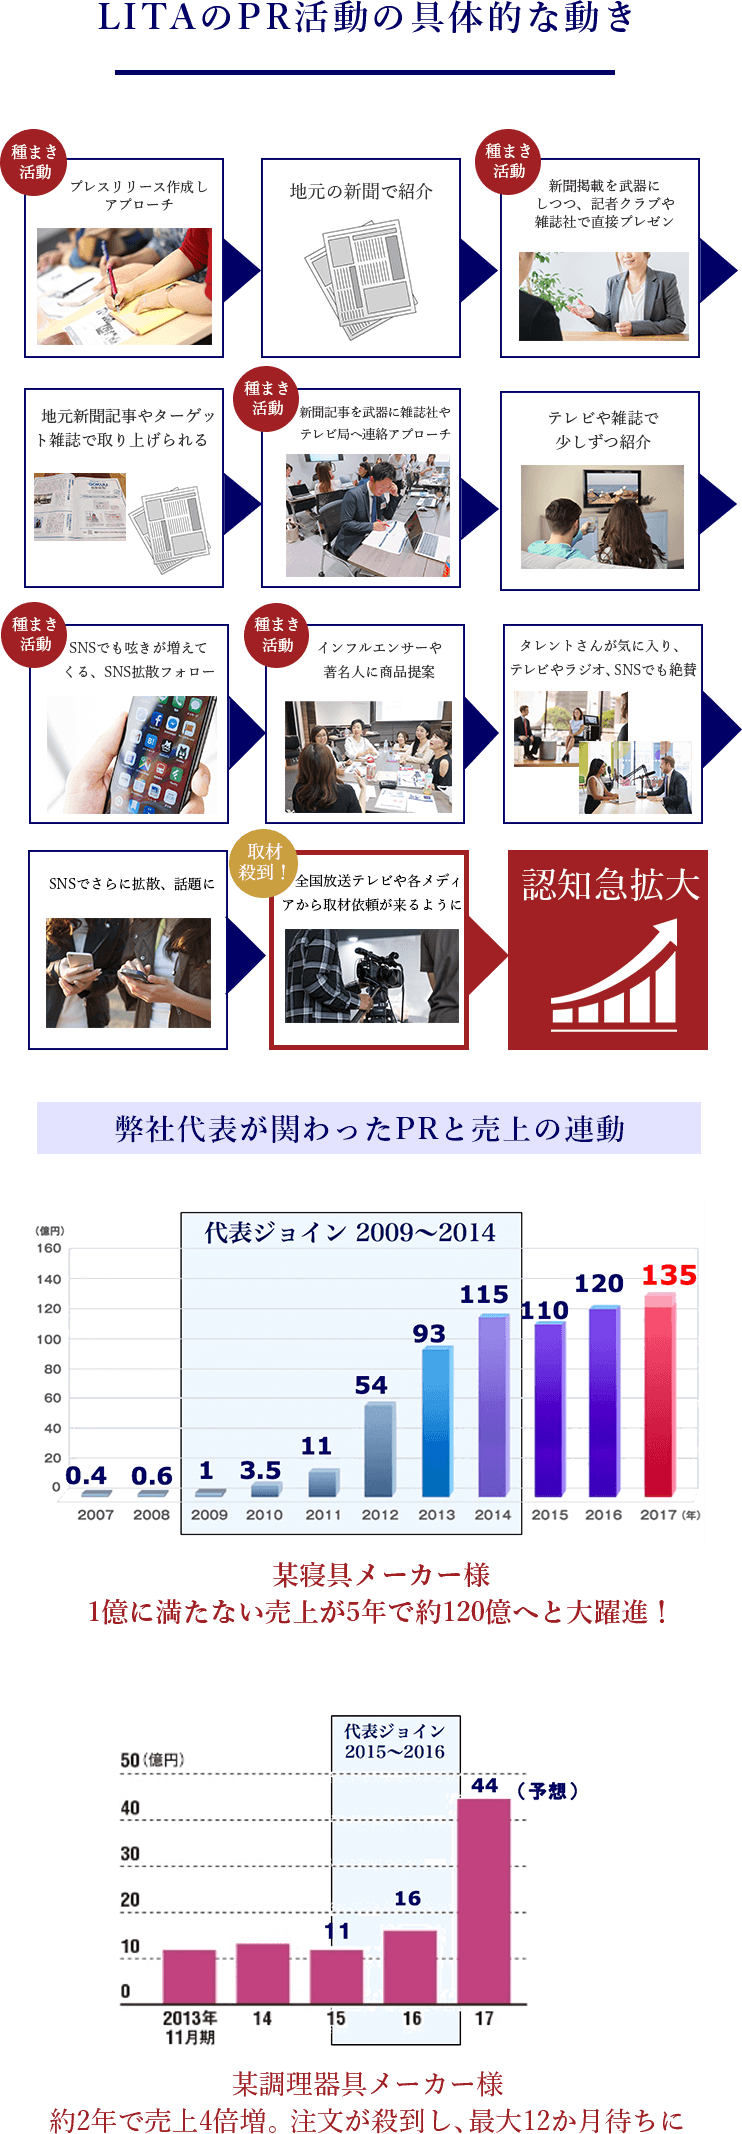 LITAのPR活動の具体的な動き
種まき
活動
プレスリリース作成し
アプローチ
地元の新聞で紹介
種まき
活動
新聞掲載を武器に
しつつ、記者クラブや
雑誌社で直接プレゼン
地元新聞記事やターゲッ
ト雑誌で取り上げられる
種まき
活動
新聞記事を武器に雑誌社や
テレビ局へ連絡アプローチ
テレビや雑誌で
少しずつ紹介
種まき
活動
SNSでも呟きが増えて
くる、SNS拡散フォロー
種まき
活動
インフルエンサーや
著名人に商品提案
タレントさんが気に入り、
テレビやラジオ、SNSでも絶賛
SNSでさらに拡散、話題に
取材
殺到！
全国放送テレビや各メディ
アから取材依頼が来るように
認知急拡大
弊社代表が関わったPRと売上の連動
（億円）
代表ジョイン 2009〜2014
160
140
120
100
80
60
40
20
0
0.4
0.6
1
3.5
11
54
93
115
110
120
135
2007
2008
2009
2010
2011
2012
2013
2014
2015
2016
2017（年）
某寝具メーカー様
1億に満たない売上が5年で約120億へと大躍進！
代表ジョイン
2015〜2016
50（億円）
40
30
20
10
0
11
16
44（予想）
2013年
11月期
14
15
16
17
某調理器具メーカー様
約2年で売上4倍増。注文が殺到し、最大12か月待ちに